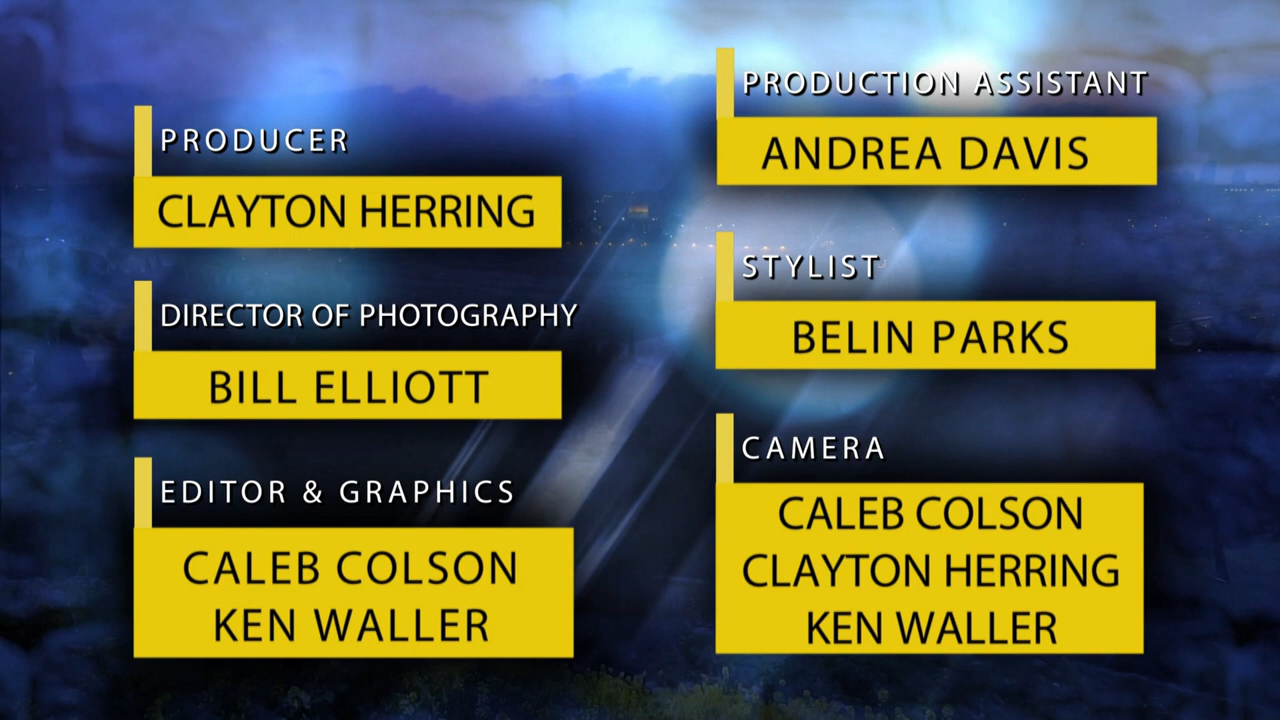 PRODUCER
CLAYTON HERRING
DIRECTOR OF PHOTOGRAPHY
BILL ELLIOTT
EDITOR & GRAPHICS
CALEB COLSON
KEN WALLER
PRODUCTION ASSISTANT
ANDREA DAVIS
STYLIST
BELIN PARKS
CAMERA
CALEB COLSON
CLAYTON HERRING
KEN WALLER